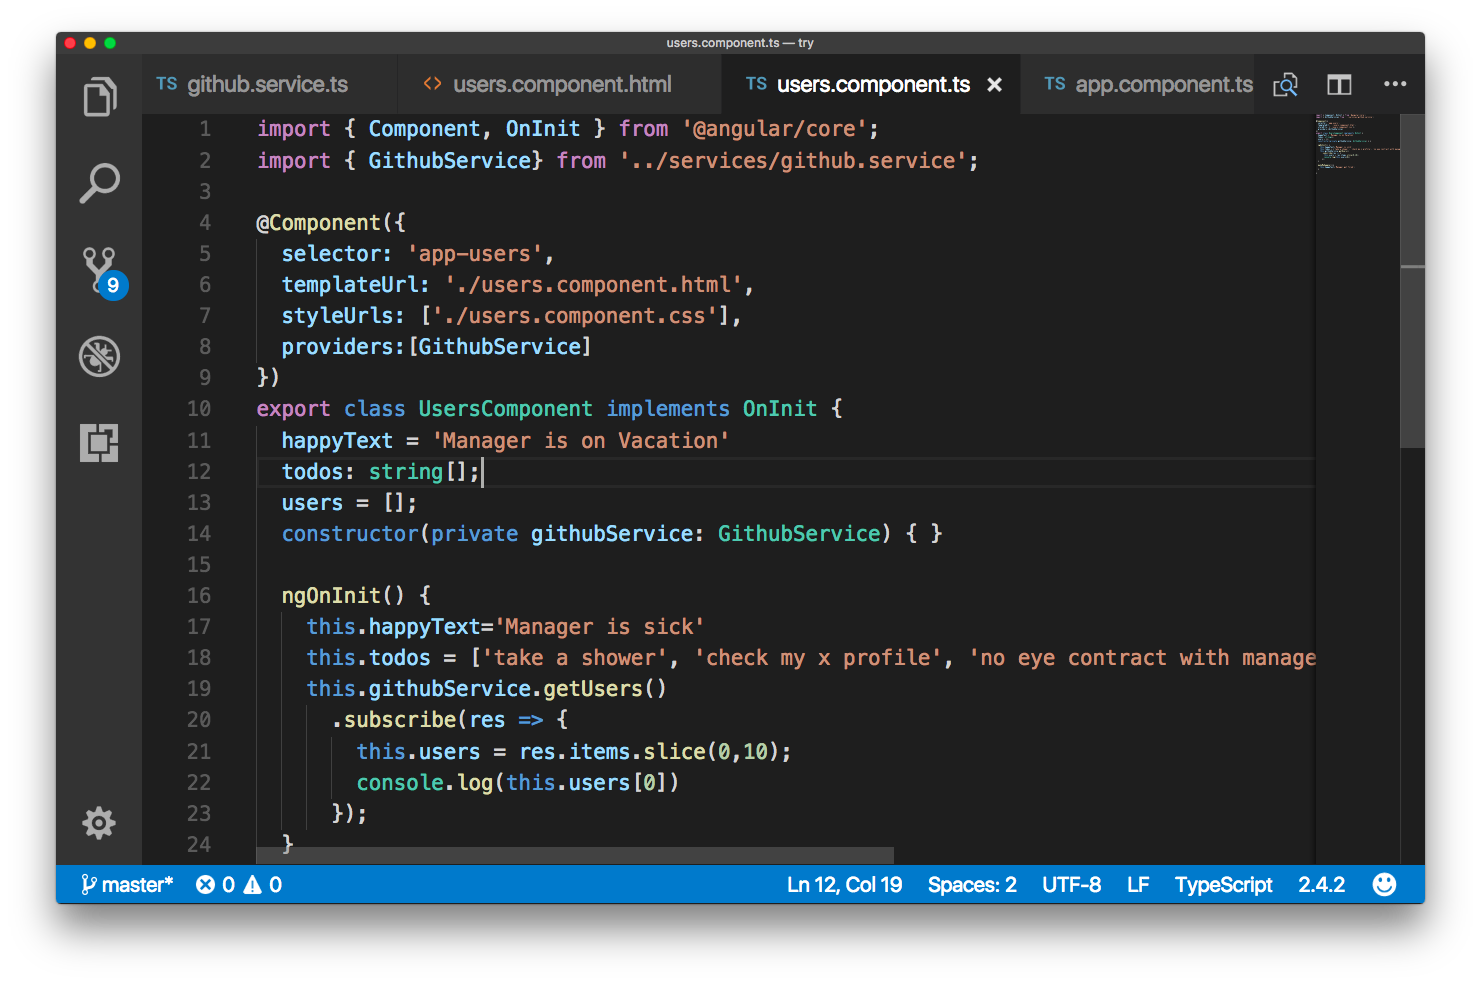 users.component.ts — try
TS github.service.ts
<> users.component.html
TS users.component.ts ×
TS app.component.ts
1 import { Component, OnInit } from '@angular/core';
2 import { GithubService} from '../services/github.service';
3
4 @Component({
5 selector: 'app-users',
6 templateUrl: './users.component.html',
7 styleUrls: ['./users.component.css'],
8 providers:[GithubService]
9 })
10 export class UsersComponent implements OnInit {
11 happyText = 'Manager is on Vacation'
12 todos: string[];
13 users = [];
14 constructor(private githubService: GithubService) { }
15
16 ngOnInit() {
17 this.happyText='Manager is sick'
18 this.todos = ['take a shower', 'check my x profile', 'no eye contract with manage
19 this.githubService.getUsers()
20 .subscribe(res => {
21 this.users = res.items.slice(0,10);
22 console.log(this.users[0])
23 });
24 }
9
master* 0 0 Ln 12, Col 19 Spaces: 2 UTF-8 LF TypeScript 2.4.2